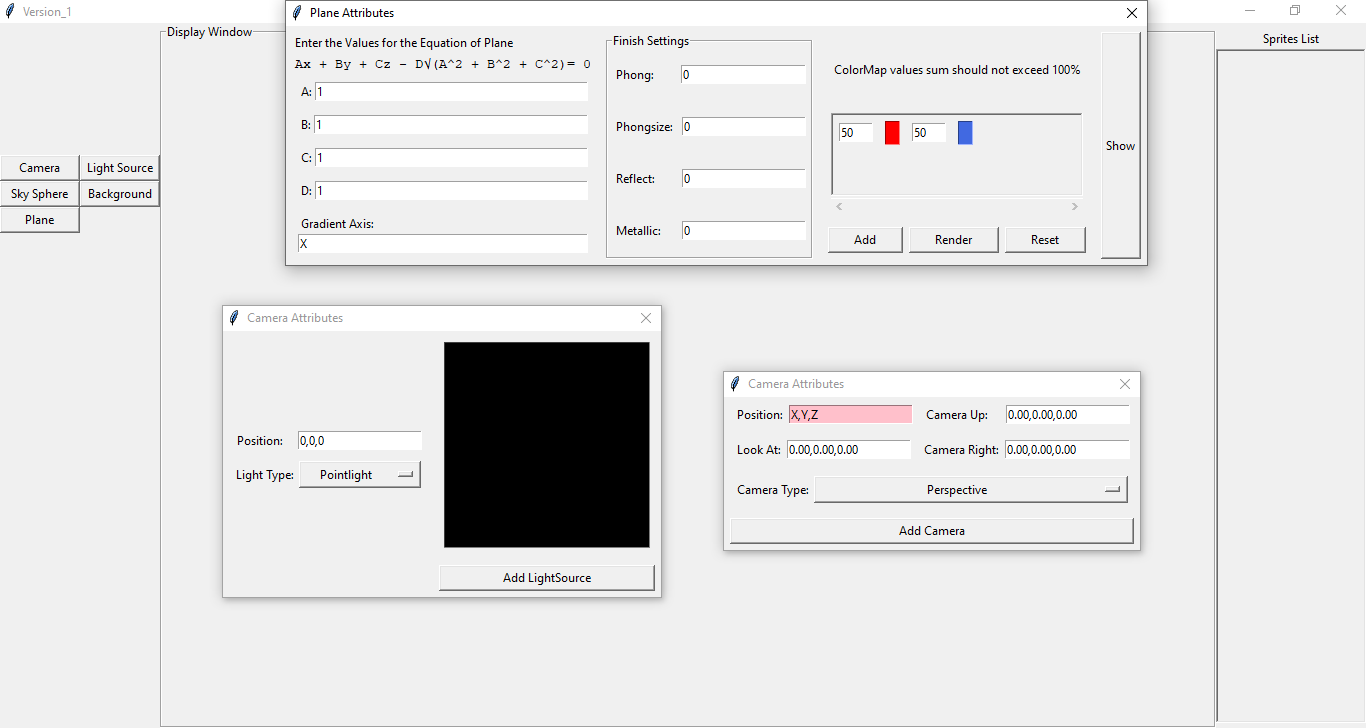 Version_1
Camera
Light Source
Sky Sphere
Background
Plane
Display Window
Sprites List
Plane Attributes
Enter the Values for the Equation of Plane
Ax + By + Cz - D√(A^2 + B^2 + C^2)= 0
A: 1
B: 1
C: 1
D: 1
Gradient Axis:
X
Finish Settings
Phong: 0
Phongsize: 0
Reflect: 0
Metallic: 0
ColorMap values sum should not exceed 100%
50 50
Add
Render
Reset
Show
Camera Attributes
Position: 0,0,0
Light Type: Pointlight
Add LightSource
Camera Attributes
Position: X,Y,Z
Camera Up: 0.00,0.00,0.00
Look At: 0.00,0.00,0.00
Camera Right: 0.00,0.00,0.00
Camera Type: Perspective
Add Camera